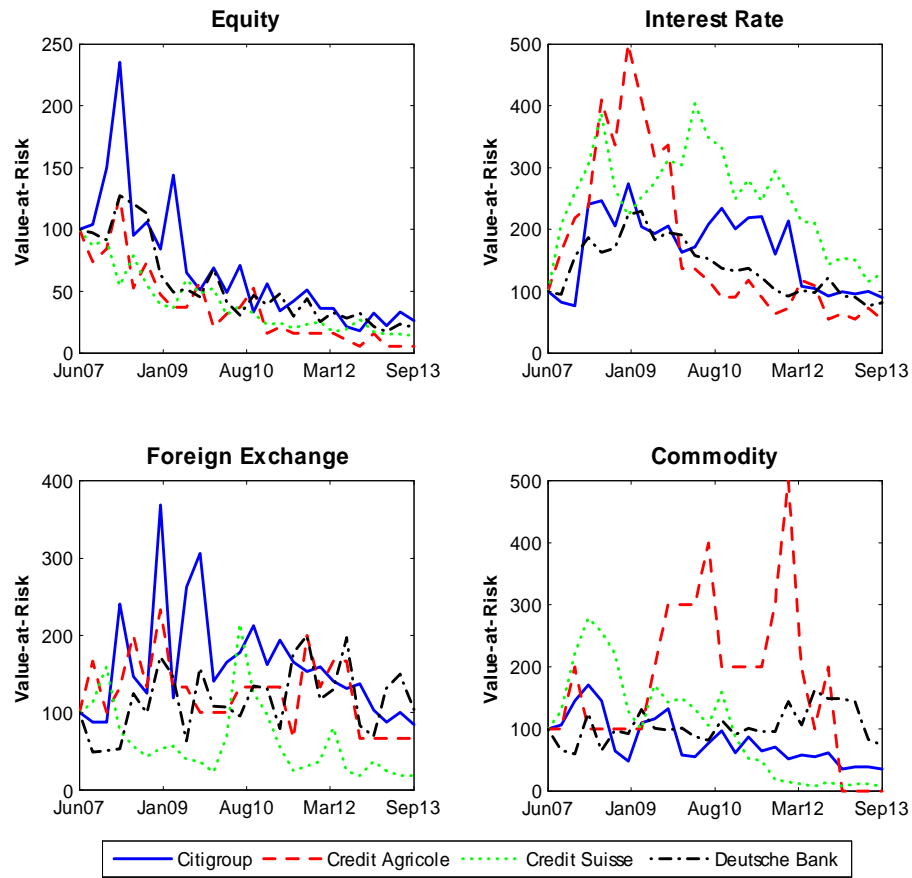 Equity
Value-at-Risk
250
200
150
100
50
0
Jun07 Jan09 Aug10 Mar12 Sep13
Interest Rate
Value-at-Risk
500
400
300
200
100
0
Jun07 Jan09 Aug10 Mar12 Sep13
Foreign Exchange
Value-at-Risk
400
300
200
100
0
Jun07 Jan09 Aug10 Mar12 Sep13
Commodity
Value-at-Risk
500
400
300
200
100
0
Jun07 Jan09 Aug10 Mar12 Sep13
Citigroup Credit Agricole Credit Suisse Deutsche Bank